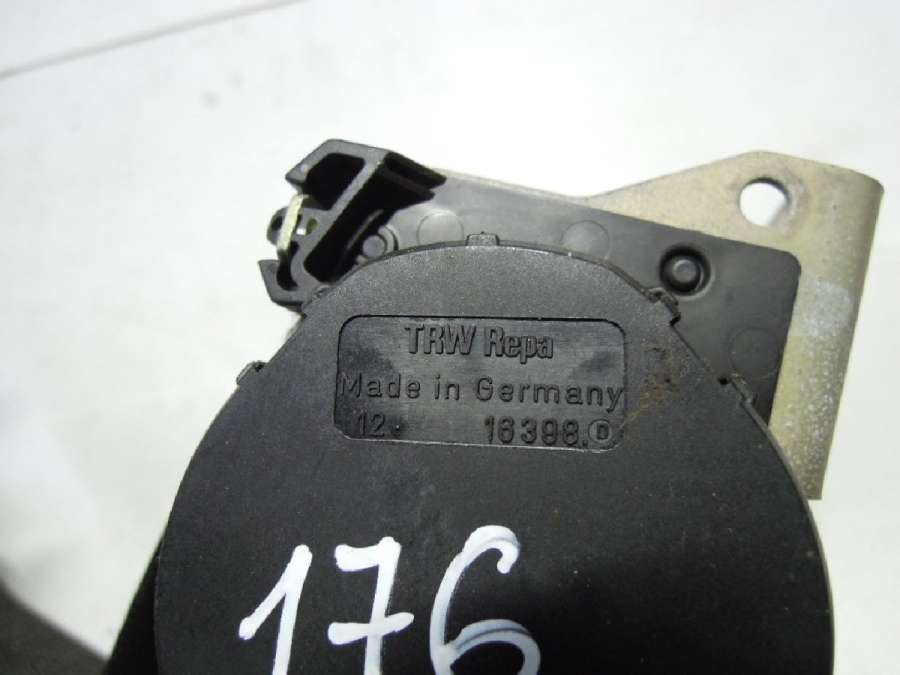 TRW Repa
Made in Germany
12. 16398.D
176